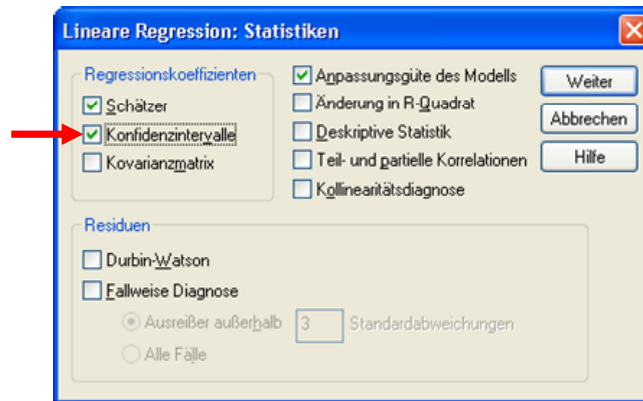 Lineare Regression: Statistiken
Regressionskoeffizienten
Schätzer
Konfidenzintervalle
Kovarianzmatrix
Anpassungsgüte des Modells
Änderung in R-Quadrat
Deskriptive Statistik
Teil- und partielle Korrelationen
Kollinearitätsdiagnose
Weiter
Abbrechen
Hilfe
Residuen
Durbin-Watson
Fallweise Diagnose
Ausreißer außerhalb 3 Standardabweichungen
Alle Fälle